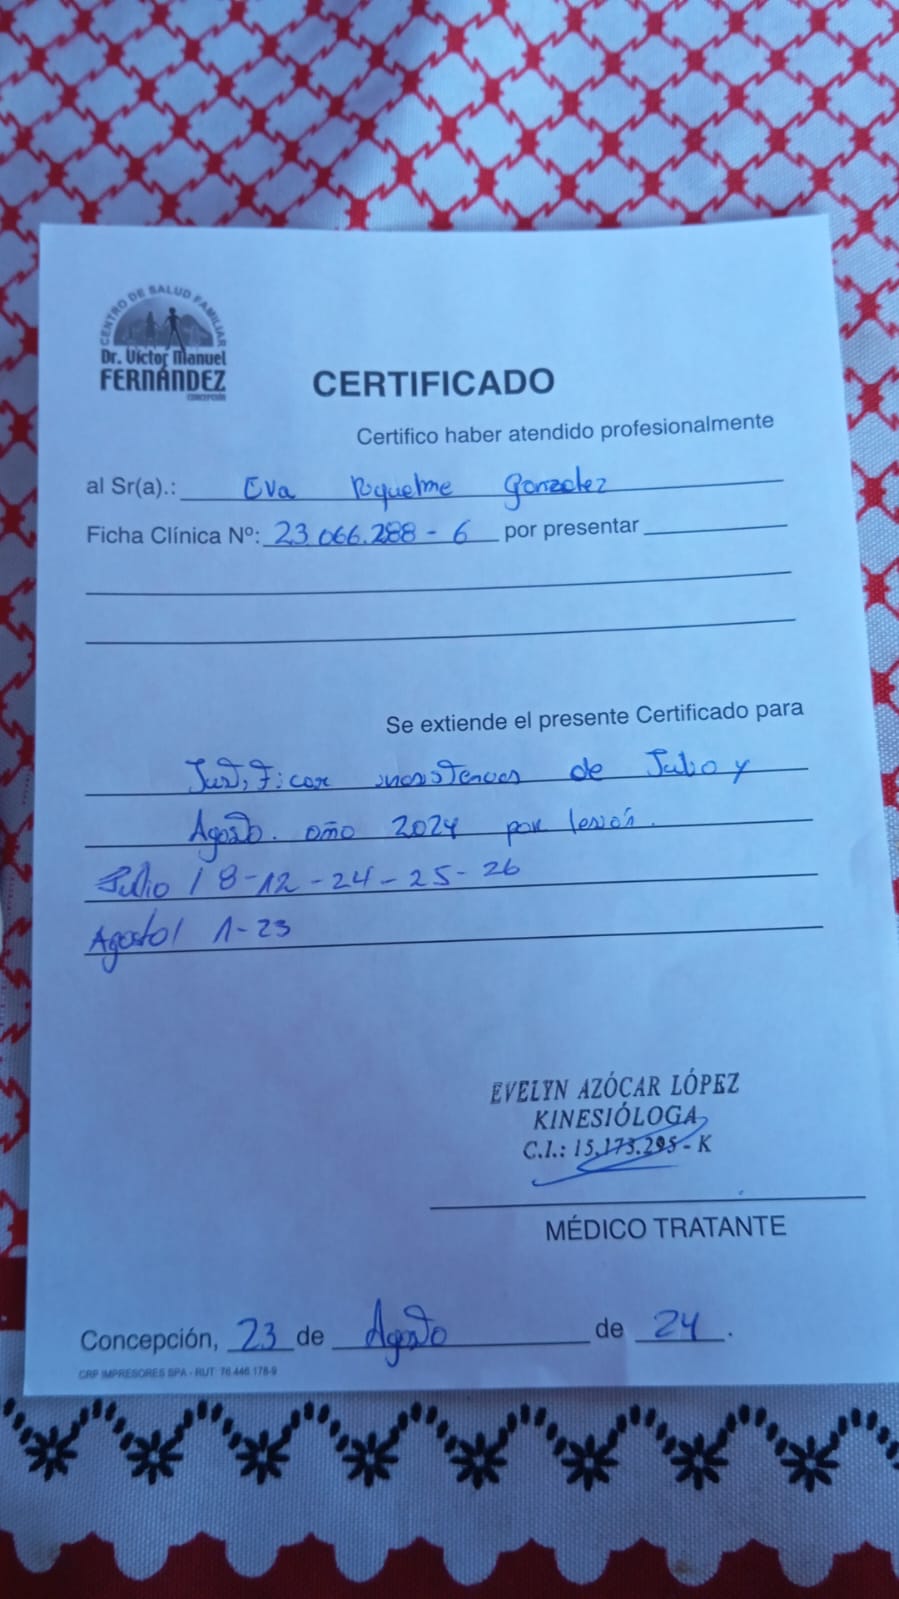 CENTRO DE SALUD FAMILIAR
Dr. Víctor Manuel
FERNÁNDEZ
CONCEPCIÓN
CERTIFICADO
Certifico haber atendido profesionalmente
al Sr(a).: Eva Riquelme Gonzalez
Ficha Clínica Nº: 23.066.288 - 6 por presentar
Se extiende el presente Certificado para
Justificar inasistencias de Julio y
Agosto. año 2024 por lesión.
Julio / 8-12-24-25-26
Agosto/ 1-23
EVELYN AZÓCAR LÓPEZ
KINESIÓLOGA
C.I.: 15.173.295 - K
MÉDICO TRATANTE
Concepción, 23 de Agosto de 24.
CRP IMPRESORES SPA - RUT 76.446.178-9